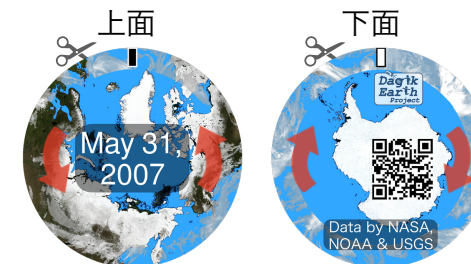 上面
下面
May 31,
2007
Dagik
Earth
Project
Data by NASA,
NOAA & USGS